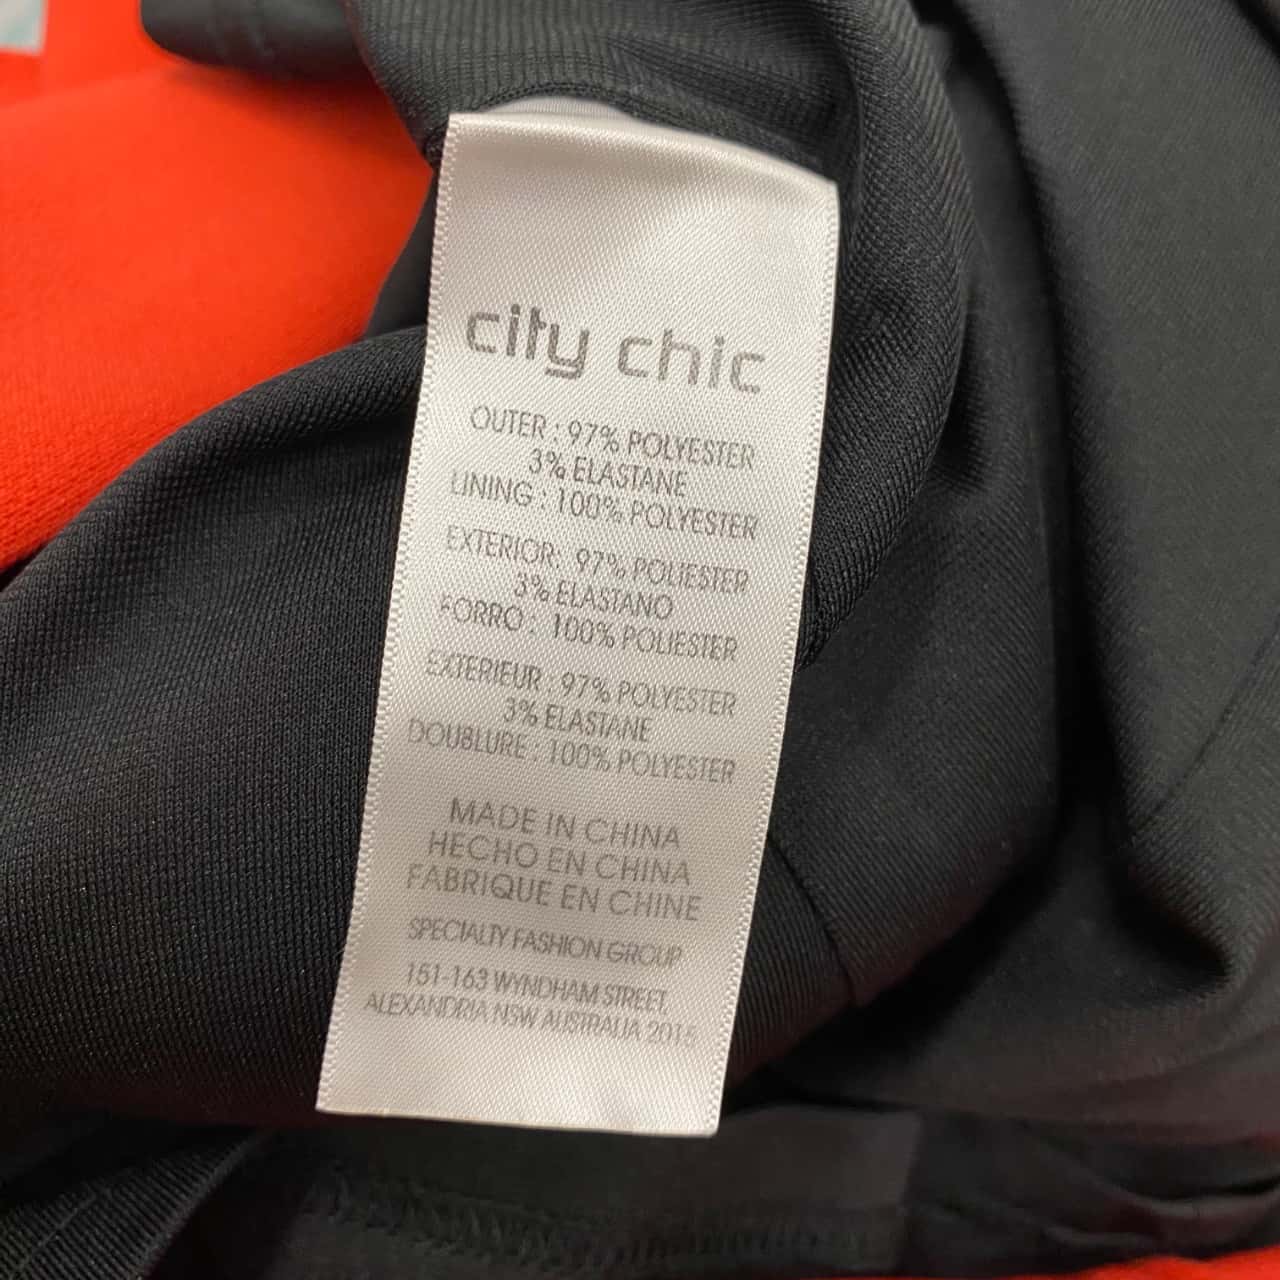 city chic
OUTER : 97% POLYESTER
3% ELASTANE
LINING : 100% POLYESTER
EXTERIOR: 97% POLIESTER
3% ELASTANO
FORRO : 100% POLIESTER
EXTERIEUR : 97% POLYESTER
3% ELASTANE
DOUBLURE : 100% POLYESTER
MADE IN CHINA
HECHO EN CHINA
FABRIQUE EN CHINE
SPECIALTY FASHION GROUP
151-163 WYNDHAM STREET,
ALEXANDRIA NSW AUSTRALIA 2015